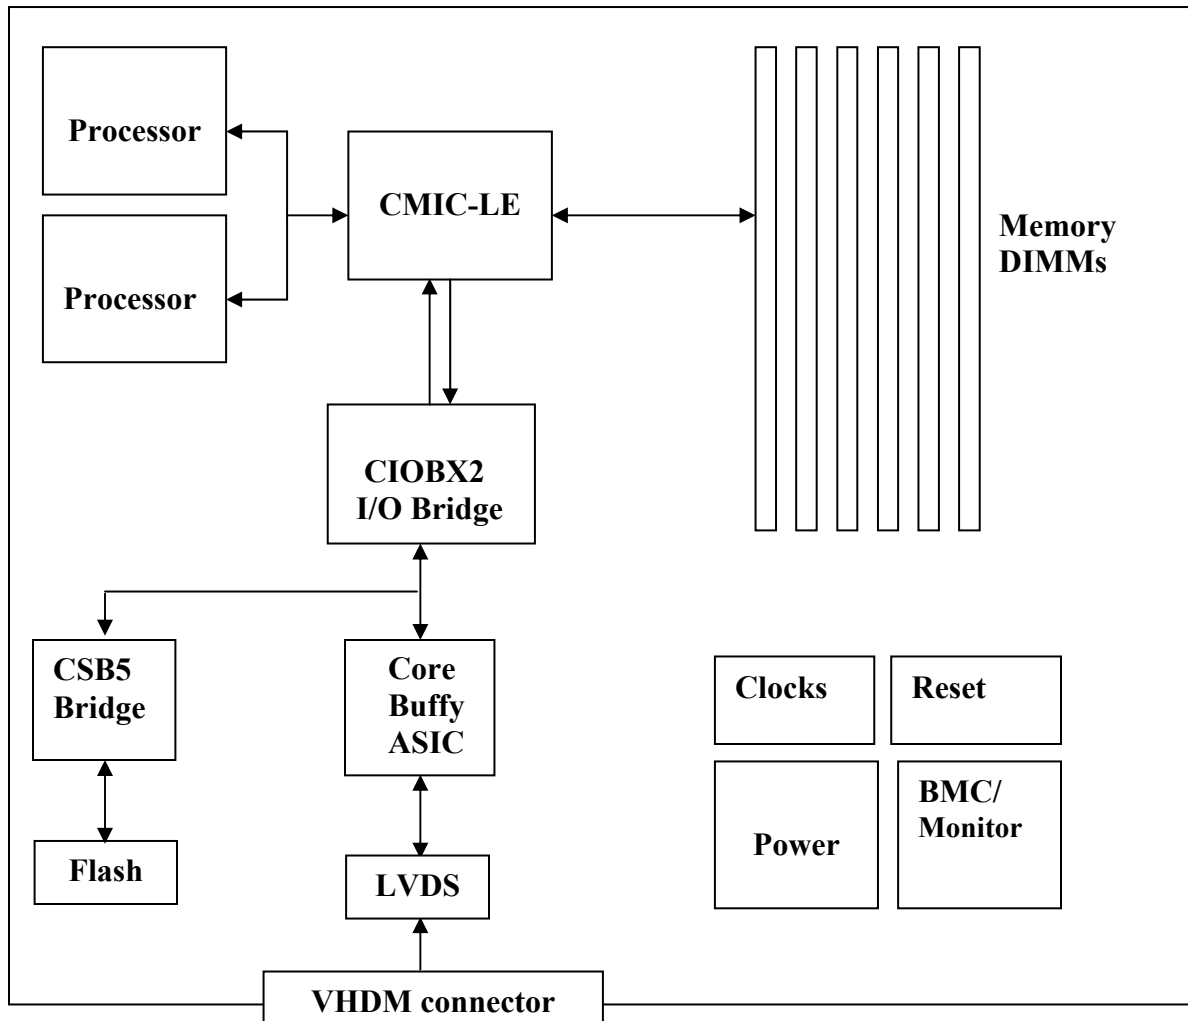 Processor
CMIC-LE
Processor
Memory
DIMMs
CIOBX2
I/O Bridge
CSB5
Bridge
Core
Buffy
ASIC
Clocks
Reset
Flash
LVDS
Power
BMC/
Monitor
VHDM connector